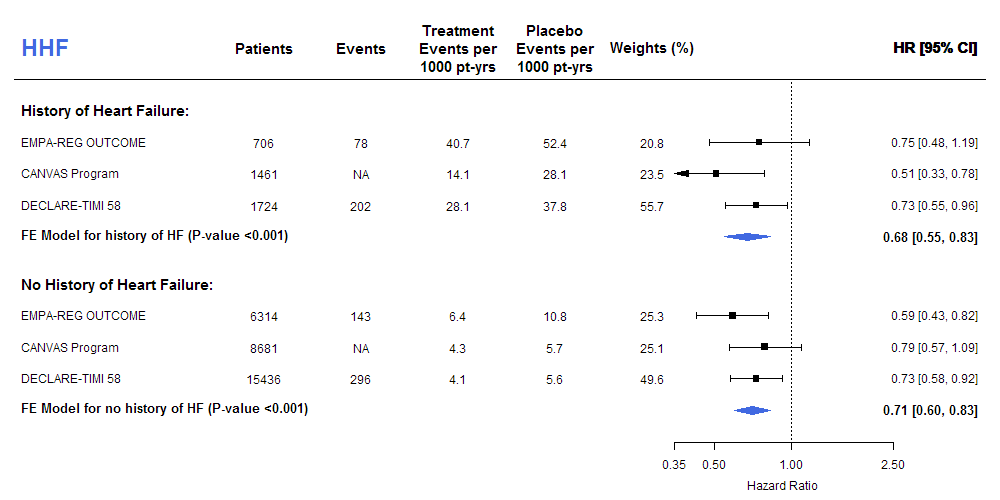 HHF Patients Events Treatment Events per 1000 pt-yrs Placebo Events per 1000 pt-yrs Weights (%) HR [95% CI]
History of Heart Failure:
EMPA-REG OUTCOME 706 78 40.7 52.4 20.8 0.75 [0.48, 1.19]
CANVAS Program 1461 NA 14.1 28.1 23.5 0.51 [0.33, 0.78]
DECLARE-TIMI 58 1724 202 28.1 37.8 55.7 0.73 [0.55, 0.96]
FE Model for history of HF (P-value <0.001) 0.68 [0.55, 0.83]
No History of Heart Failure:
EMPA-REG OUTCOME 6314 143 6.4 10.8 25.3 0.59 [0.43, 0.82]
CANVAS Program 8681 NA 4.3 5.7 25.1 0.79 [0.57, 1.09]
DECLARE-TIMI 58 15436 296 4.1 5.6 49.6 0.73 [0.58, 0.92]
FE Model for no history of HF (P-value <0.001) 0.71 [0.60, 0.83]
0.35 0.50 1.00 2.50
Hazard Ratio